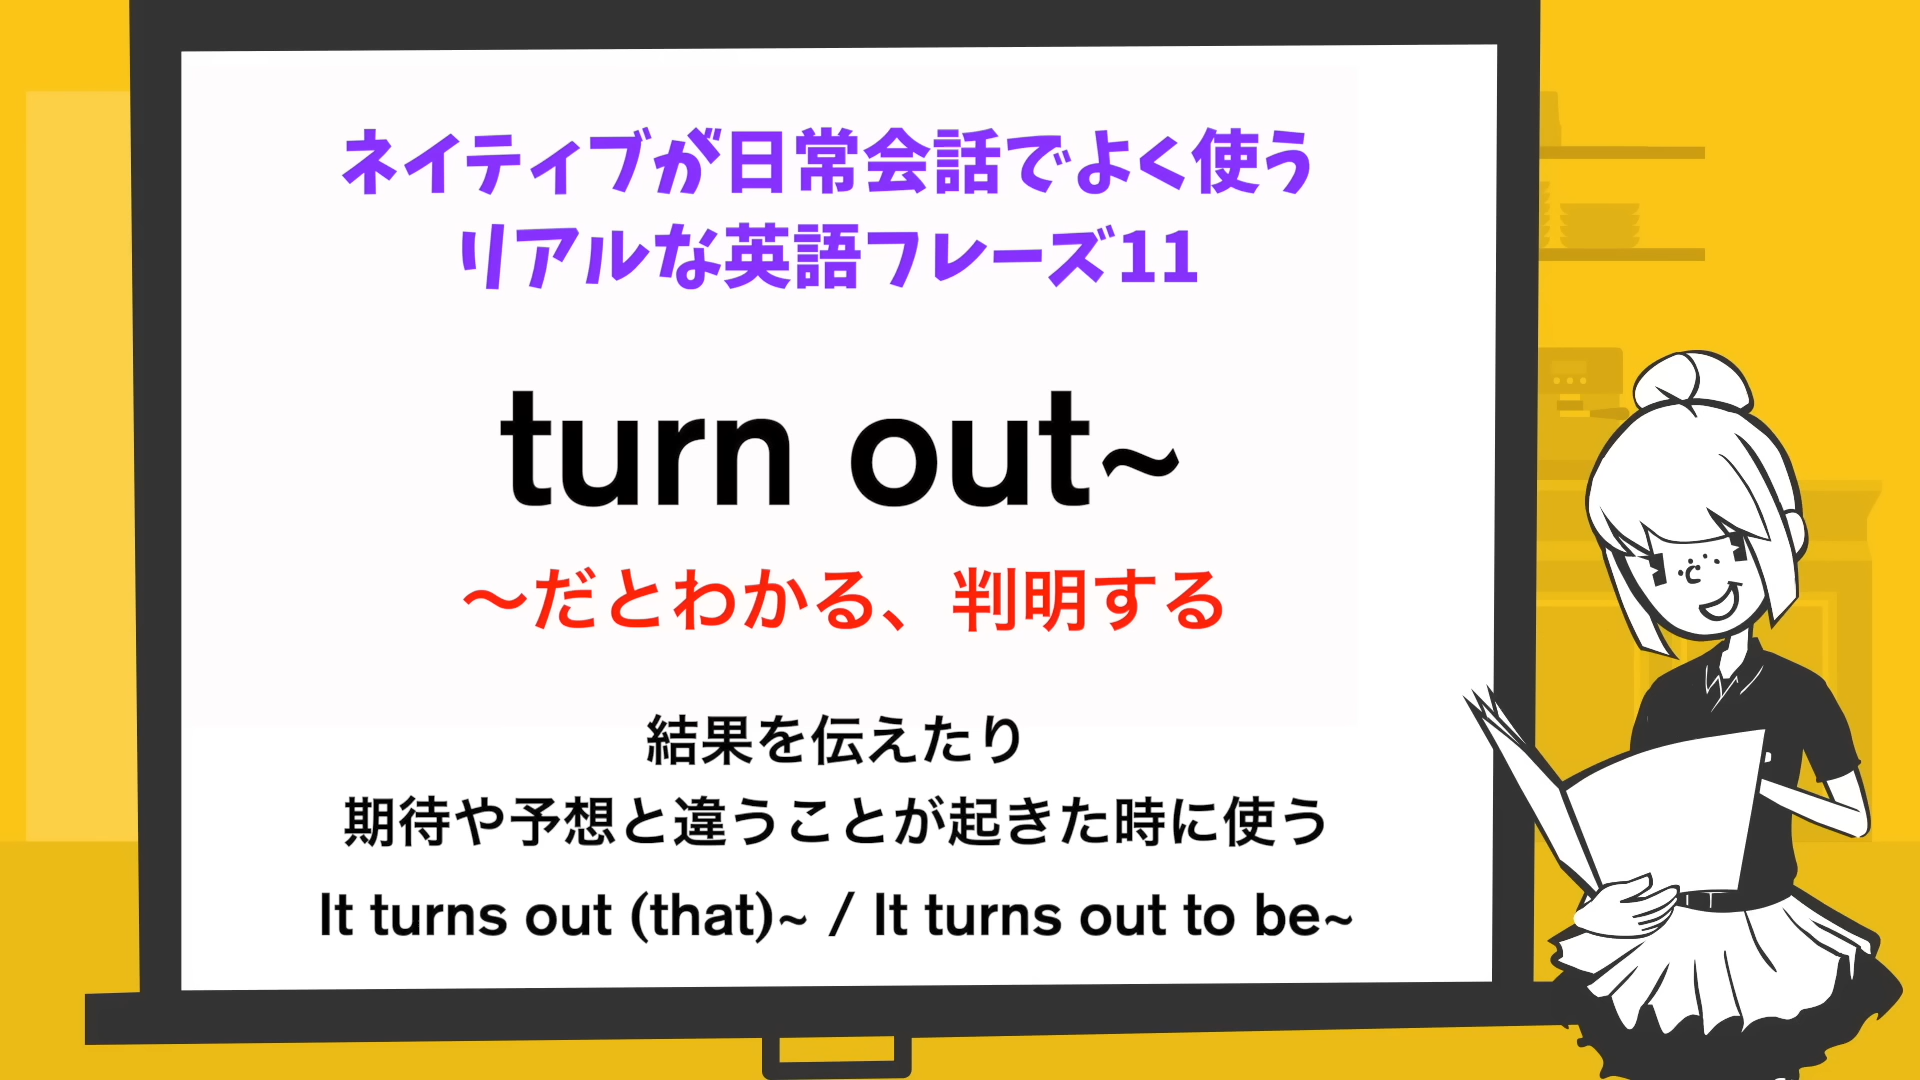 ネイティブが日常会話でよく使う
リアルな英語フレーズ11
turn out~
〜だとわかる、判明する
結果を伝えたり
期待や予想と違うことが起きた時に使う
It turns out (that)~ / It turns out to be~